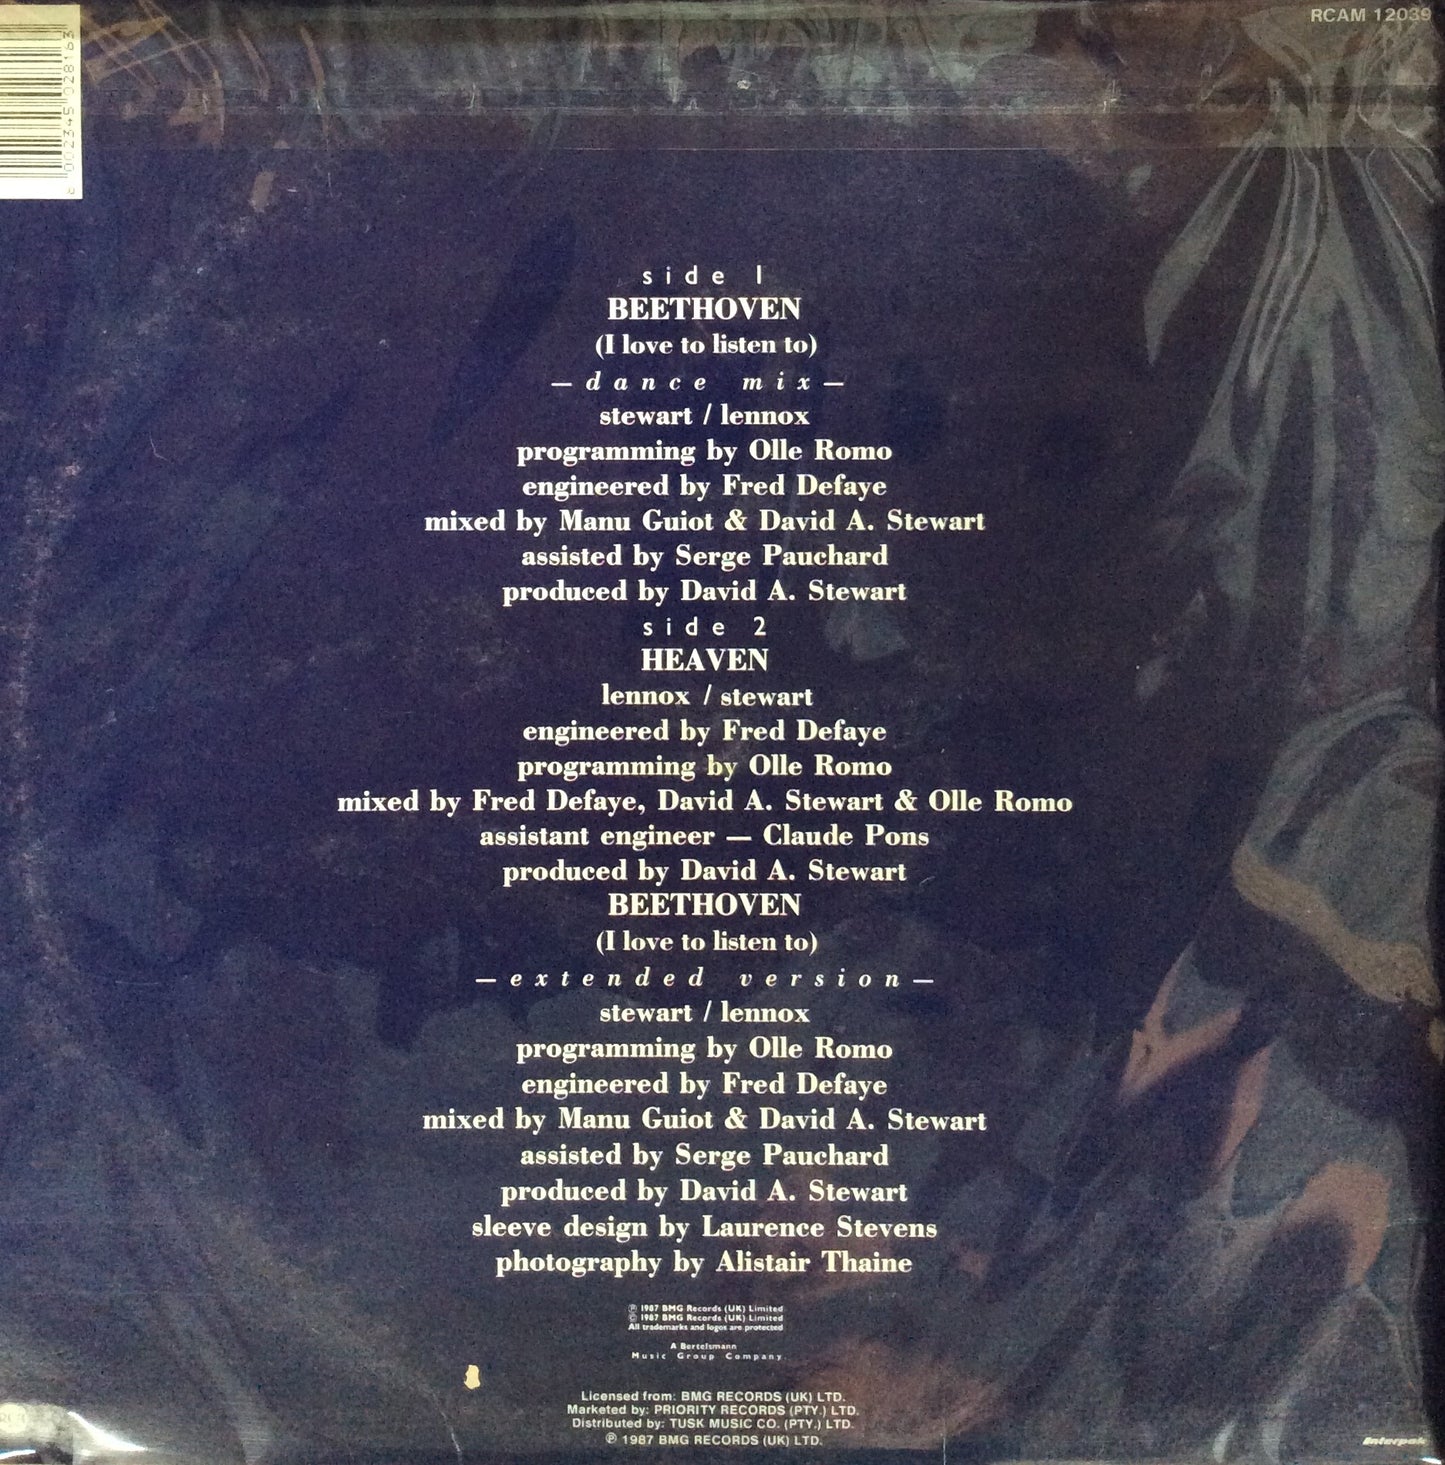 RCAM 12039
side 1
BEETHOVEN
(I love to listen to)
— dance mix —
stewart / lennox
programming by Olle Romo
engineered by Fred Defaye
mixed by Manu Guiot & David A. Stewart
assisted by Serge Pauchard
produced by David A. Stewart
side 2
HEAVEN
lennox / stewart
engineered by Fred Defaye
programming by Olle Romo
mixed by Fred Defaye, David A. Stewart & Olle Romo
assistant engineer — Claude Pons
produced by David A. Stewart
BEETHOVEN
(I love to listen to)
— extended version —
stewart / lennox
programming by Olle Romo
engineered by Fred Defaye
mixed by Manu Guiot & David A. Stewart
assisted by Serge Pauchard
produced by David A. Stewart
sleeve design by Laurence Stevens
photography by Alistair Thaine
℗ 1987 BMG Records (UK) Limited
© 1987 BMG Records (UK) Limited
All trademarks and logos are protected
A Bertelsmann
Music Group Company.
Licensed from: BMG RECORDS (UK) LTD.
Marketed by: PRIORITY RECORDS (PTY.) LTD.
Distributed by: TUSK MUSIC CO. (PTY.) LTD.
℗ 1987 BMG RECORDS (UK) LTD.
Interpak